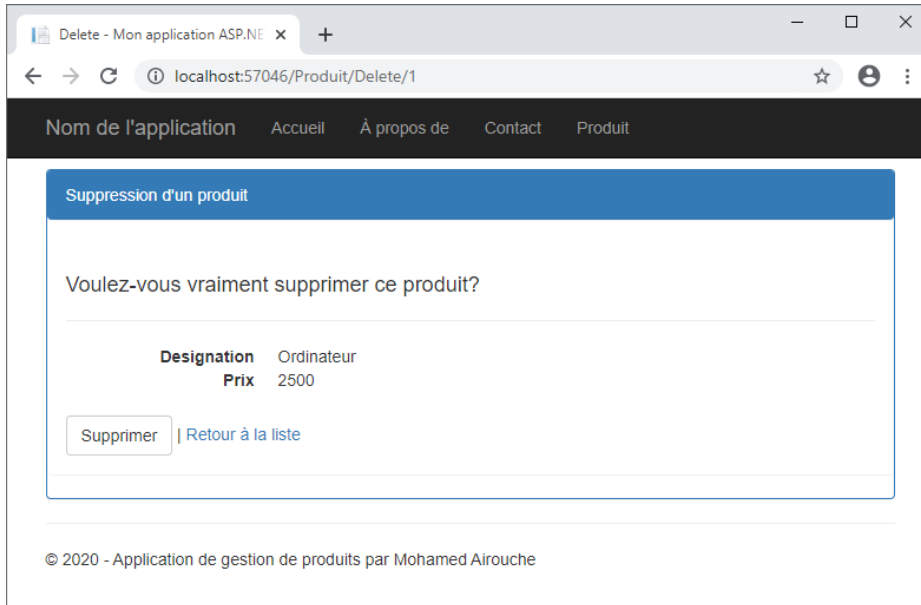 Delete - Mon application ASP.NE
localhost:57046/Produit/Delete/1
Nom de l'application Accueil À propos de Contact Produit
Suppression d'un produit
Voulez-vous vraiment supprimer ce produit?
Designation Ordinateur
Prix 2500
Supprimer | Retour à la liste
© 2020 - Application de gestion de produits par Mohamed Airouche